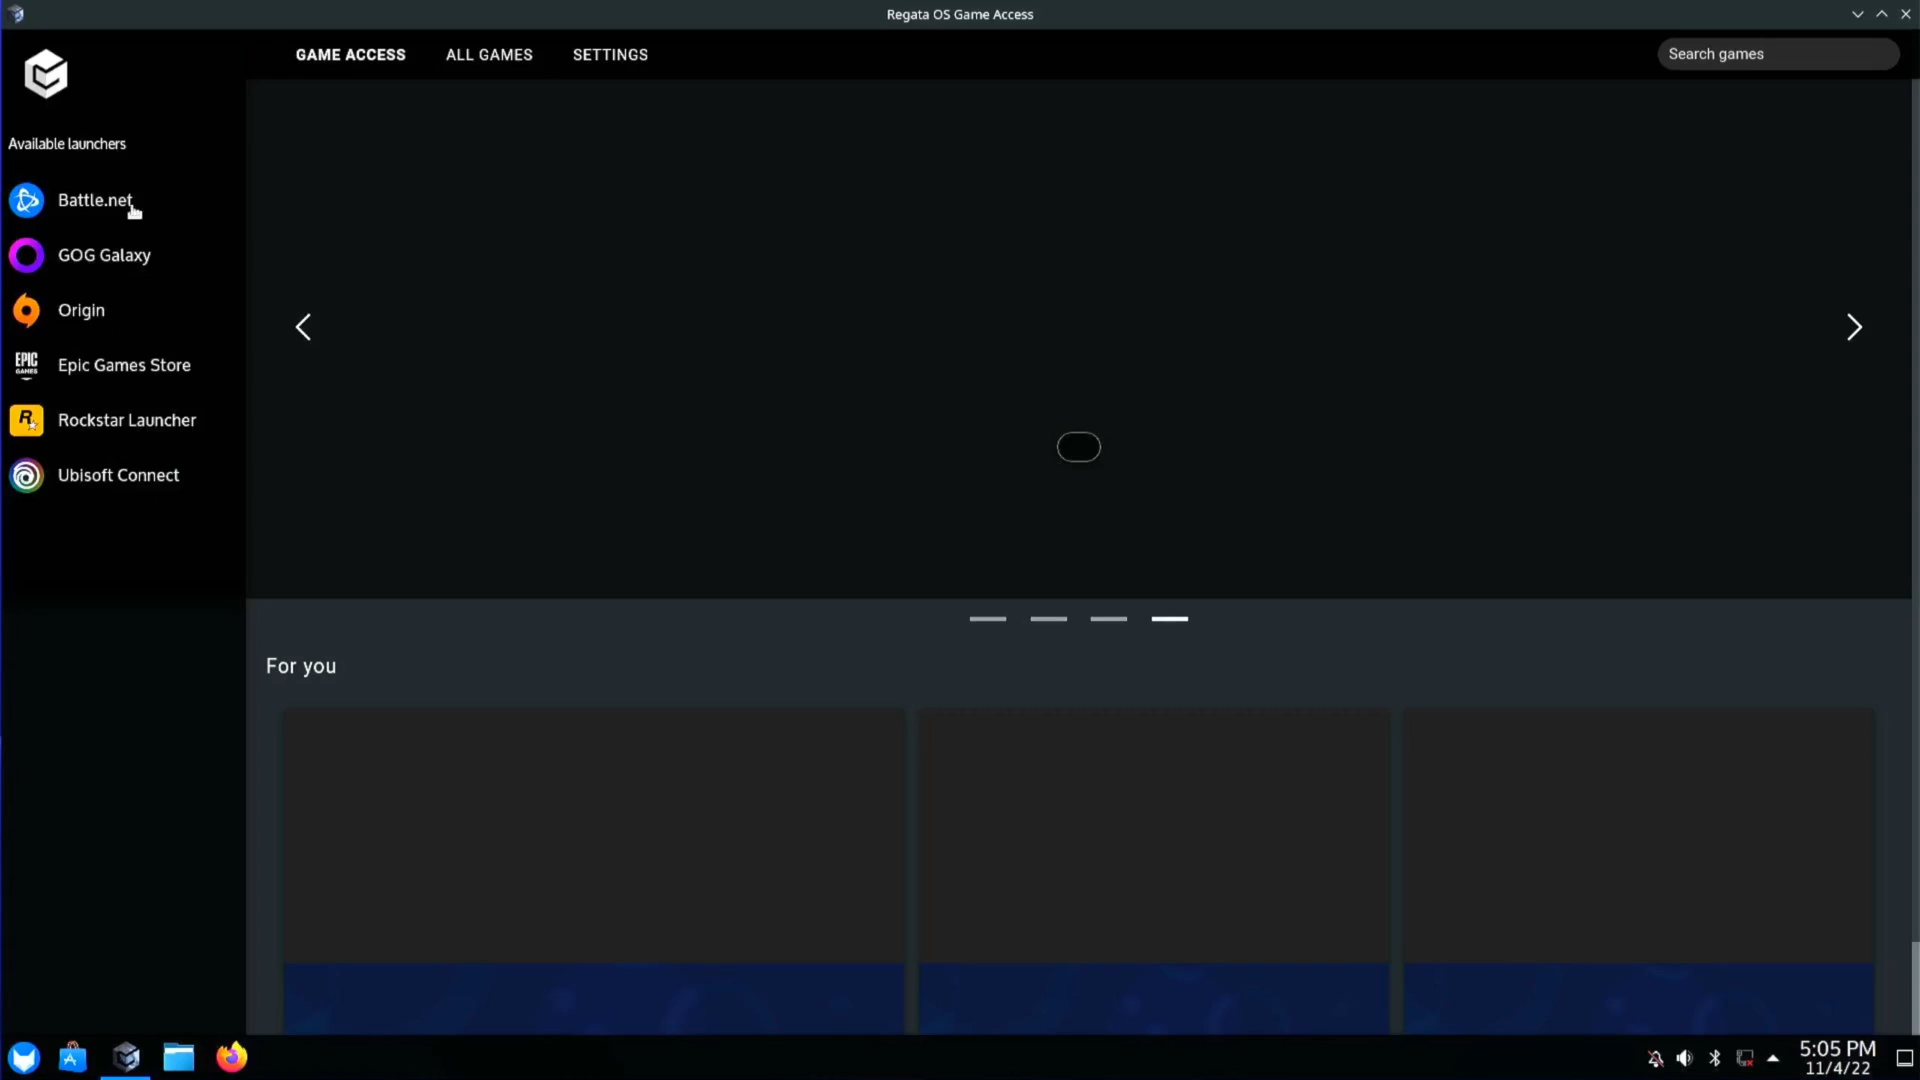 Regata OS Game Access
GAME ACCESS ALL GAMES SETTINGS
Search games
Available launchers
Battle.net
GOG Galaxy
Origin
EPIC GAMES
Epic Games Store
R
Rockstar Launcher
Ubisoft Connect
For you
5:05 PM
11/4/22